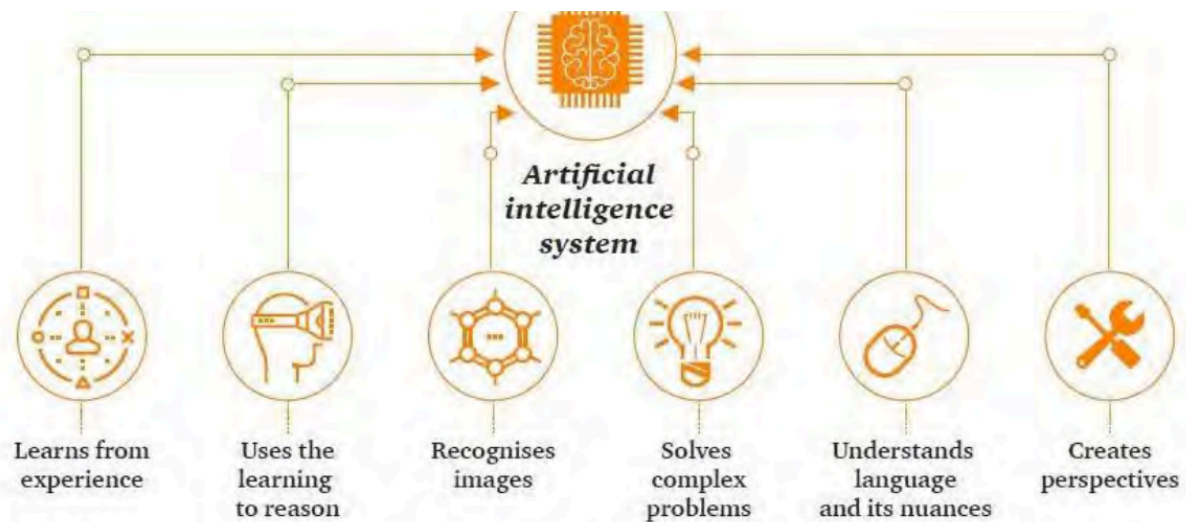 Artificial
intelligence
system
Learns from
experience
Uses the
learning
to reason
Recognises
images
Solves
complex
problems
Understands
language
and its nuances
Creates
perspectives